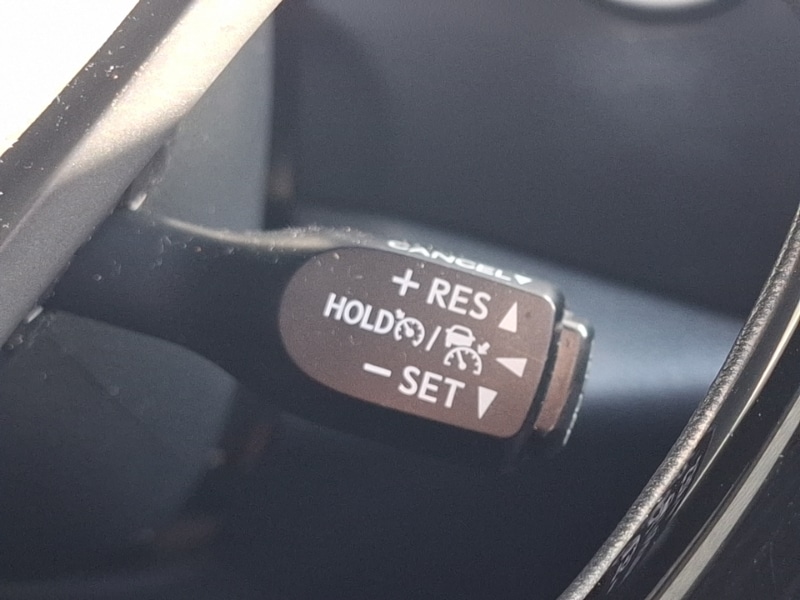 CANCEL▼
+ RES ▲
HOLD / ◀
– SET ▼